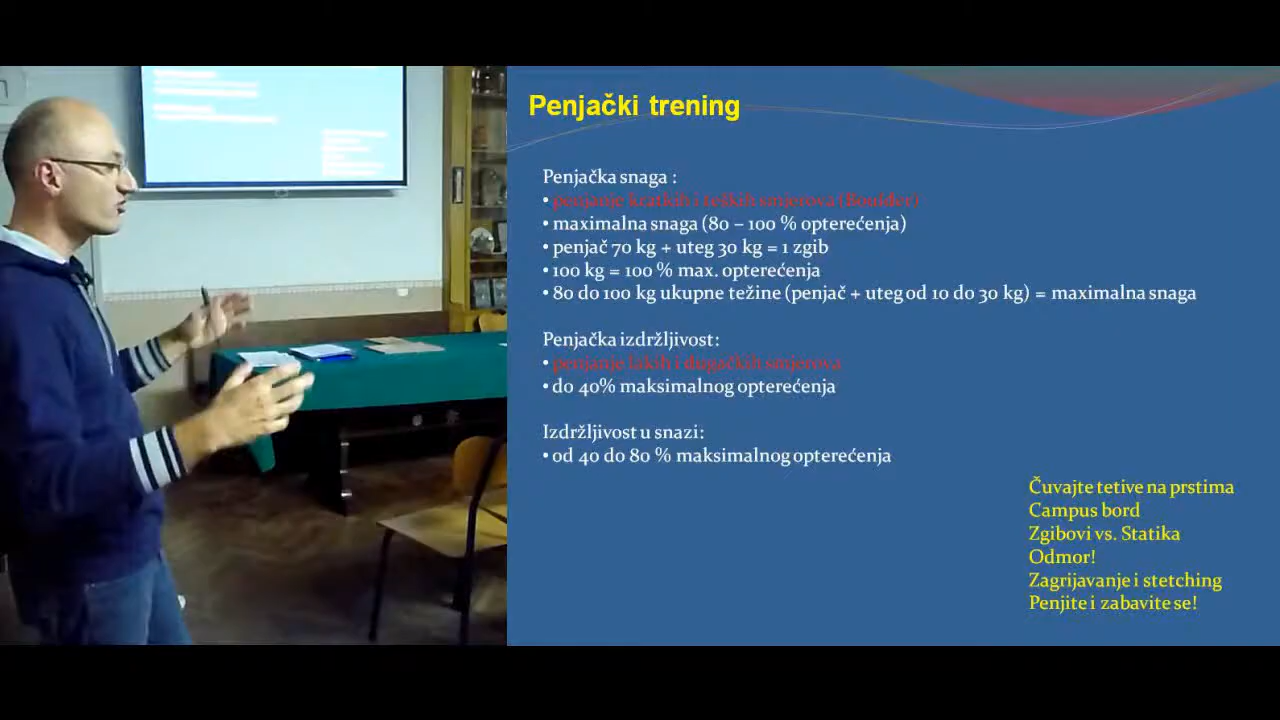 Penjački trening
Penjačka snaga :
• penjanje kratkih i teških smjerova (Boulder)
• maximalna snaga (80 – 100 % opterećenja)
• penjač 70 kg + uteg 30 kg = 1 zgib
• 100 kg = 100 % max. opterećenja
• 80 do 100 kg ukupne težine (penjač + uteg od 10 do 30 kg) = maximalna snaga
Penjačka izdržljivost:
• penjanje lakih i dugačkih smjerova
• do 40% maksimalnog opterećenja
Izdržljivost u snazi:
• od 40 do 80 % maksimalnog opterećenja
Čuvajte tetive na prstima
Campus bord
Zgibovi vs. Statika
Odmor!
Zagrijavanje i stetching
Penjite i zabavite se!